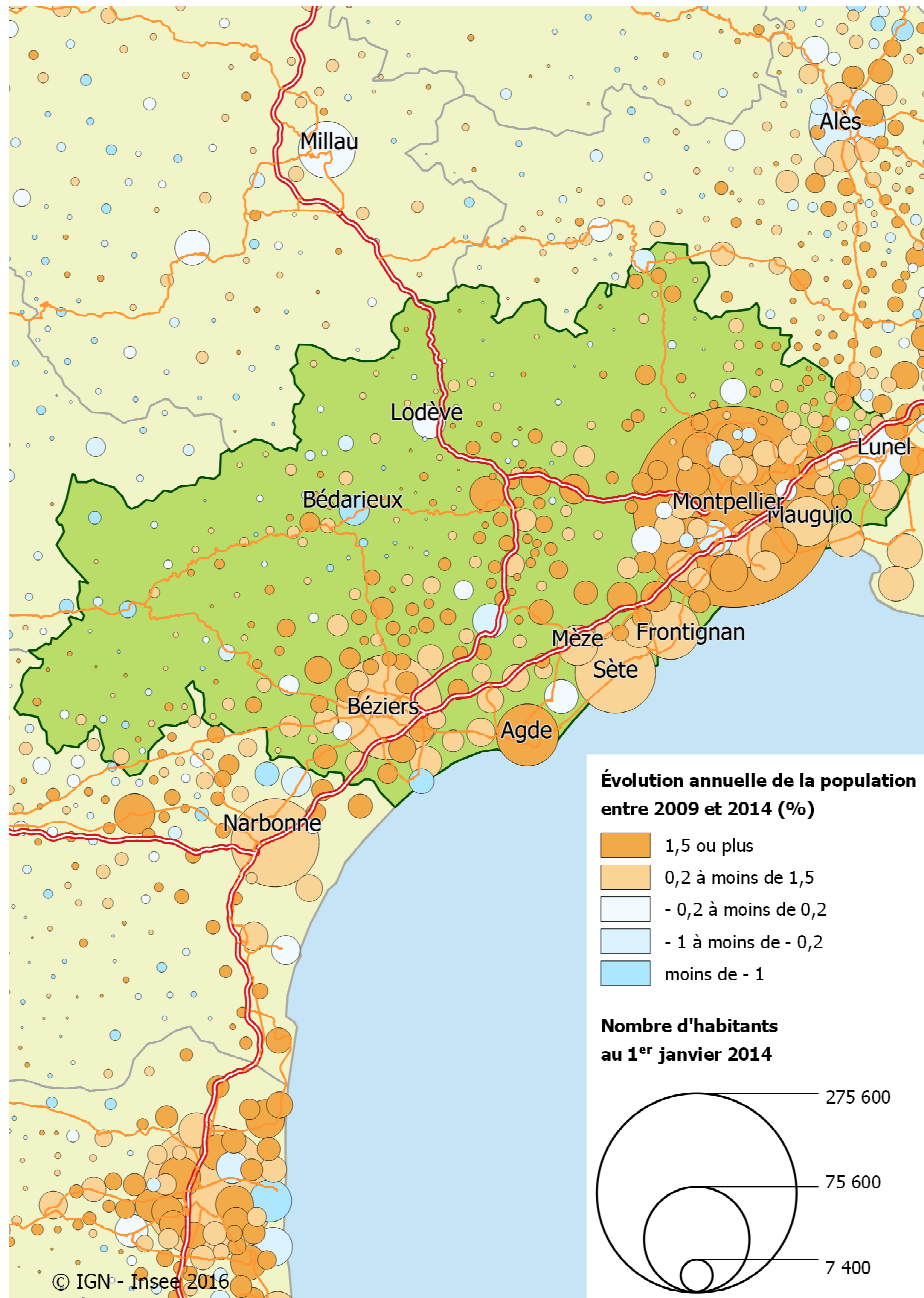 Millau
Alès
Lodève
Lunel
Bédarieux
Montpellier
Mauguio
Mèze
Frontignan
Sète
Béziers
Agde
Narbonne
Évolution annuelle de la population
entre 2009 et 2014 (%)
1,5 ou plus
0,2 à moins de 1,5
- 0,2 à moins de 0,2
- 1 à moins de - 0,2
moins de - 1
Nombre d'habitants
au 1er janvier 2014
275 600
75 600
7 400
© IGN - Insee 2016